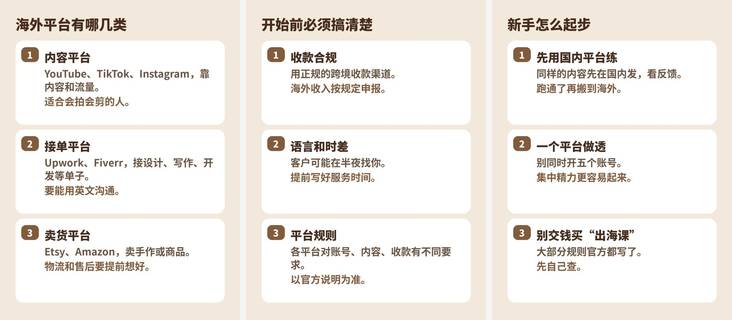 海外平台有哪几类
1 内容平台
YouTube、TikTok、Instagram，靠
内容和流量。
适合会拍会剪的人。
2 接单平台
Upwork、Fiverr，接设计、写作、开
发等单子。
要能用英文沟通。
3 卖货平台
Etsy、Amazon，卖手作或商品。
物流和售后要提前想好。
开始前必须搞清楚
1 收款合规
用正规的跨境收款渠道。
海外收入按规定申报。
2 语言和时差
客户可能在半夜找你。
提前写好服务时间。
3 平台规则
各平台对账号、内容、收款有不同要
求。
以官方说明为准。
新手怎么起步
1 先用国内平台练
同样的内容先在国内发，看反馈。
跑通了再搬到海外。
2 一个平台做透
别同时开五个账号。
集中精力更容易起来。
3 别交钱买“出海课”
大部分规则官方都写了。
先自己查。